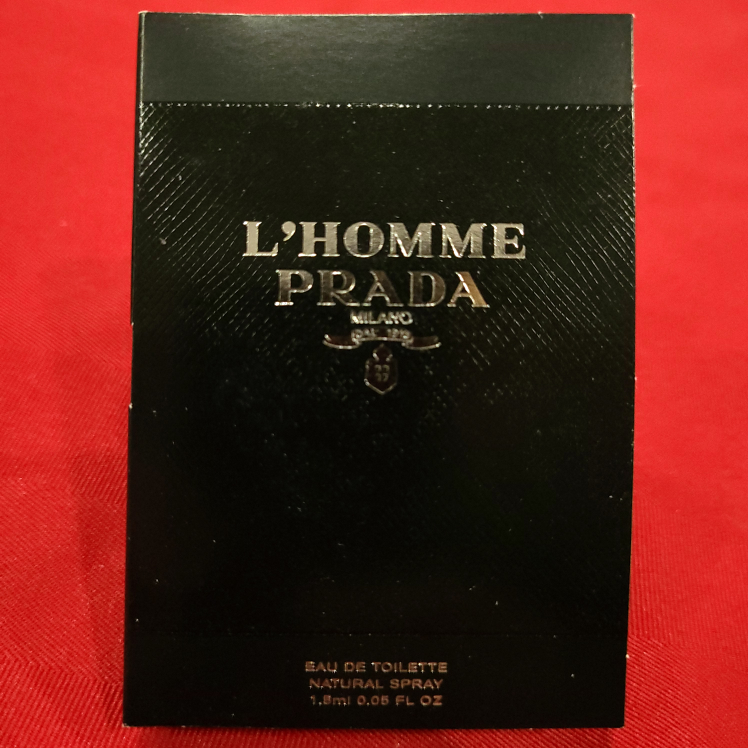 L'HOMME
PRADA
MILANO
DAL 1913
EAU DE TOILETTE
NATURAL SPRAY
1.5ml 0.05 FL OZ